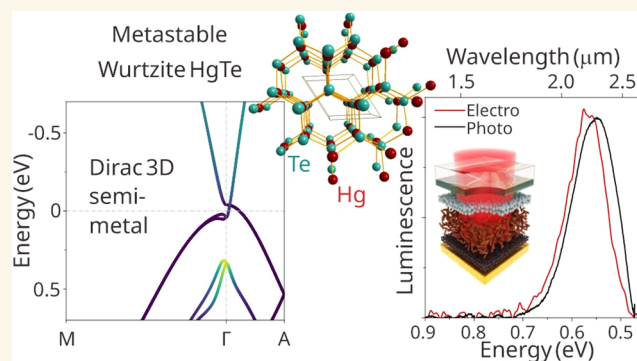 Metastable
Wurtzite HgTe
Te
Hg
Energy (eV)
-0.5
0
0.5
Dirac 3D
semi-
metal
M
Γ
A
Wavelength (μm)
1.5
2.0
2.5
Electro
Photo
Luminescence
0.9
0.8
0.7
0.6
0.5
Energy (eV)